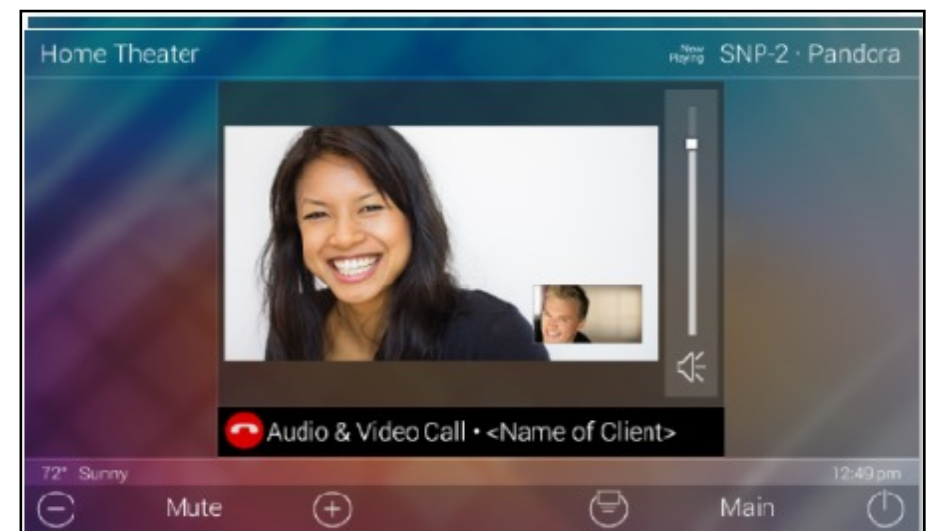 Home Theater
Now Playing SNP-2 · Pandora
Audio & Video Call • <Name of Client>
72° Sunny
12:49 pm
Mute
Main